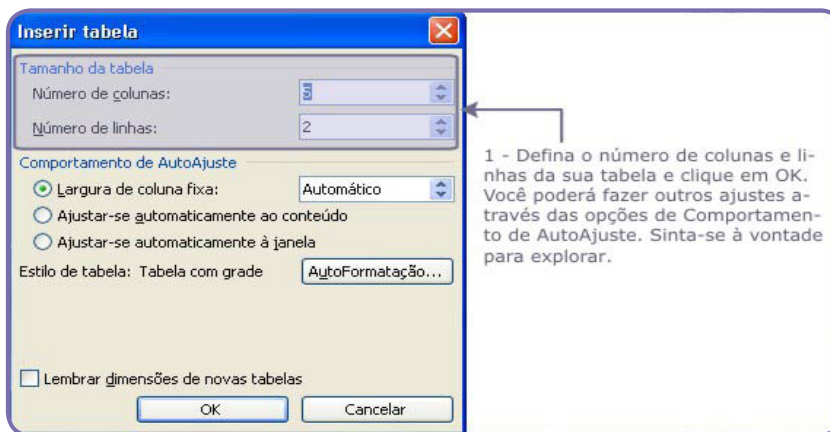 Inserir tabela
Tamanho da tabela
Número de colunas:
5
Número de linhas:
2
Comportamento de AutoAjuste
Largura de coluna fixa:
Automático
Ajustar-se automaticamente ao conteúdo
Ajustar-se automaticamente à janela
Estilo de tabela: Tabela com grade
AutoFormatação...
Lembrar dimensões de novas tabelas
OK
Cancelar
1 - Defina o número de colunas e li-
nhas da sua tabela e clique em OK.
Você poderá fazer outros ajustes a-
través das opções de Comportamen-
to de AutoAjuste. Sinta-se à vontade
para explorar.